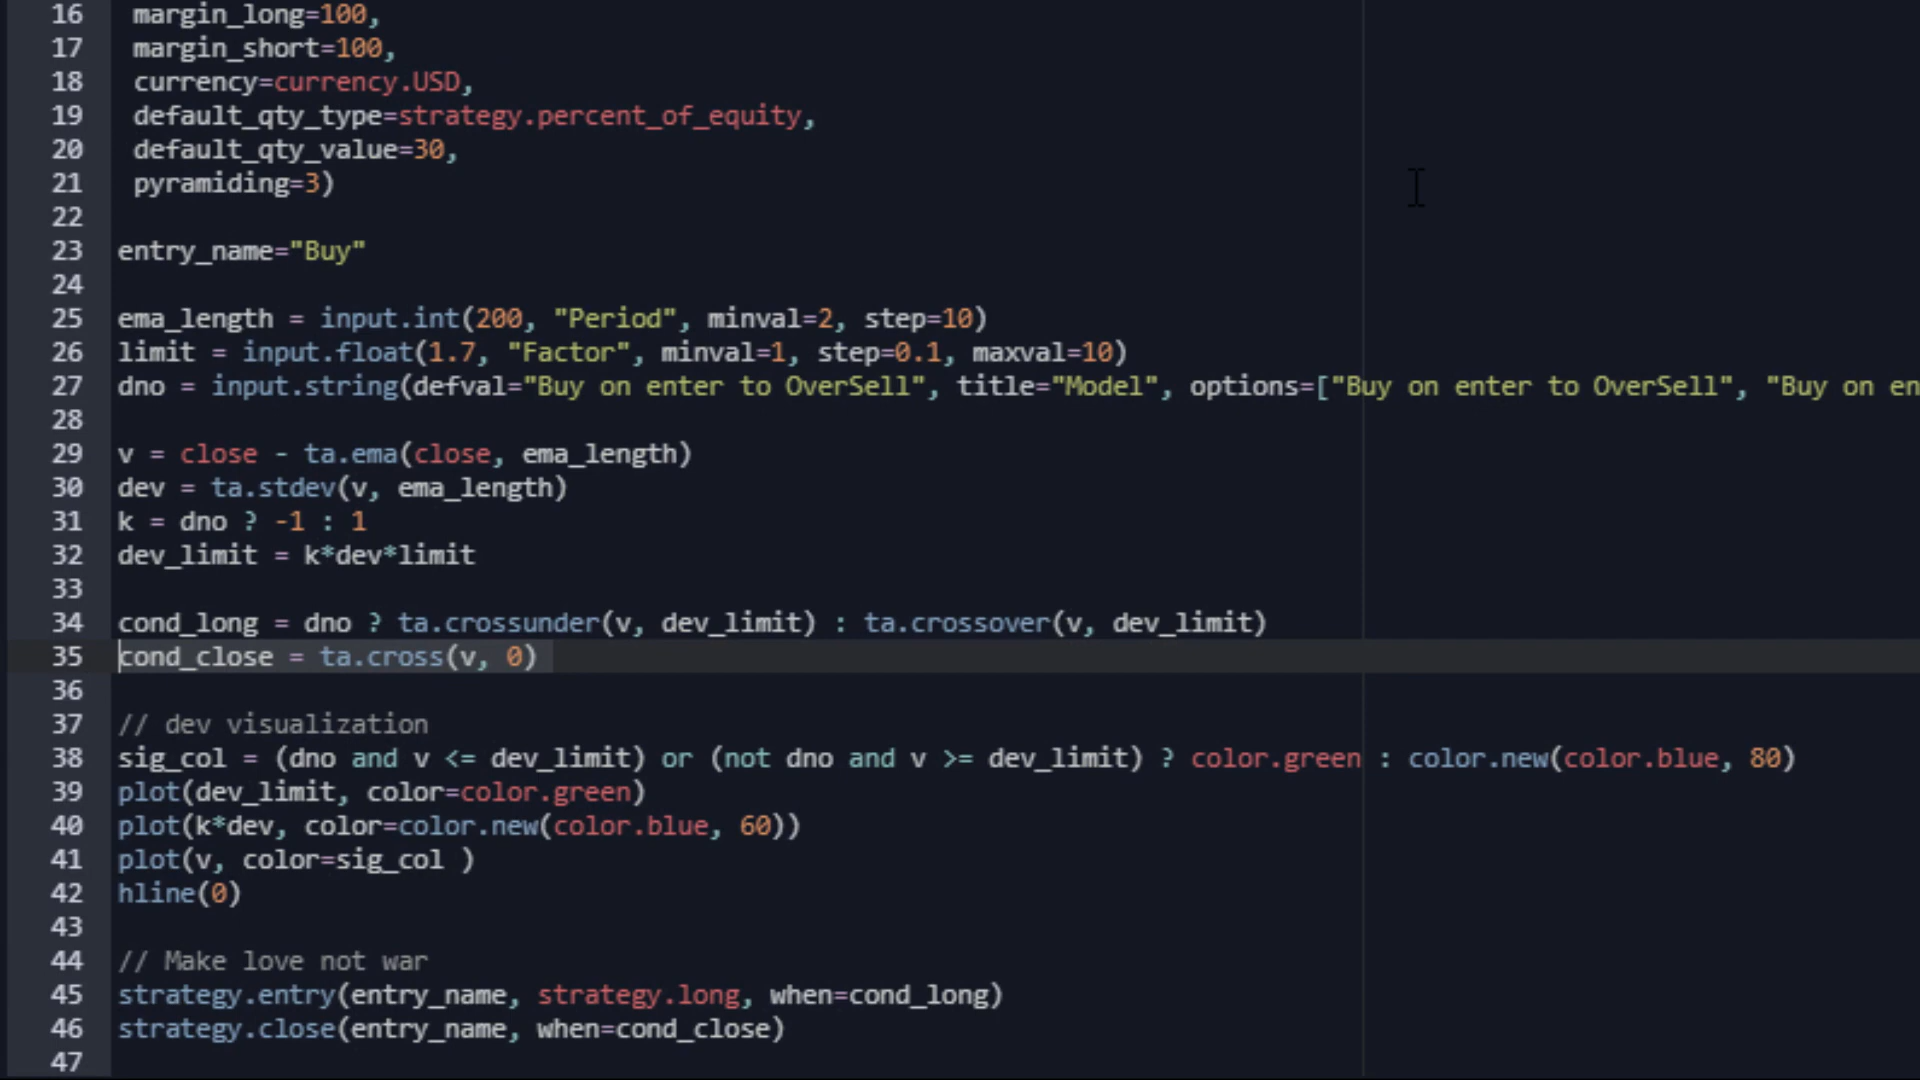 16 margin_long=100,
17 margin_short=100,
18 currency=currency.USD,
19 default_qty_type=strategy.percent_of_equity,
20 default_qty_value=30,
21 pyramiding=3)
22
23 entry_name="Buy"
24
25 ema_length = input.int(200, "Period", minval=2, step=10)
26 limit = input.float(1.7, "Factor", minval=1, step=0.1, maxval=10)
27 dno = input.string(defval="Buy on enter to OverSell", title="Model", options=["Buy on enter to OverSell", "Buy on en
28
29 v = close - ta.ema(close, ema_length)
30 dev = ta.stdev(v, ema_length)
31 k = dno ? -1 : 1
32 dev_limit = k*dev*limit
33
34 cond_long = dno ? ta.crossunder(v, dev_limit) : ta.crossover(v, dev_limit)
35 cond_close = ta.cross(v, 0)
36
37 // dev visualization
38 sig_col = (dno and v <= dev_limit) or (not dno and v >= dev_limit) ? color.green : color.new(color.blue, 80)
39 plot(dev_limit, color=color.green)
40 plot(k*dev, color=color.new(color.blue, 60))
41 plot(v, color=sig_col )
42 hline(0)
43
44 // Make love not war
45 strategy.entry(entry_name, strategy.long, when=cond_long)
46 strategy.close(entry_name, when=cond_close)
47